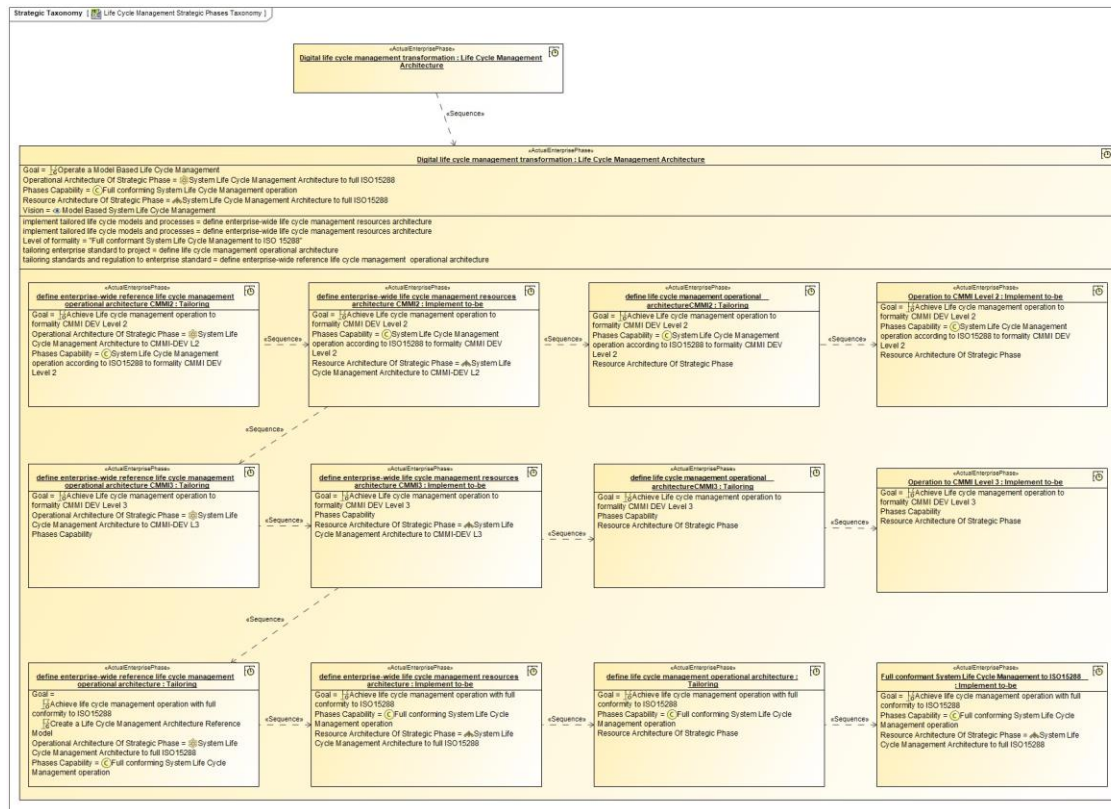 Strategic Taxonomy [ Life Cycle Management Strategic Phases Taxonomy ]
«ActualEnterprisePhase»
Digital life cycle management transformation : Life Cycle Management
Architecture
«Sequence»
«ActualEnterprisePhase»
Digital life cycle management transformation : Life Cycle Management Architecture
Goal = Operate a Model Based Life Cycle Management
Operational Architecture Of Strategic Phase = System Life Cycle Management Architecture to full ISO15288
Phases Capability = Full conforming System Life Cycle Management operation
Resource Architecture Of Strategic Phase = System Life Cycle Management Architecture to full ISO15288
Vision = Model Based System Life Cycle Management
implement tailored life cycle models and processes = define enterprise-wide life cycle management resources architecture
implement tailored life cycle models and processes = define enterprise-wide life cycle management resources architecture
Level of formality = "Full conformant System Life Cycle Management to ISO 15288"
tailoring enterprise standard to project = define life cycle management operational architecture
tailoring standards and regulation to enterprise standard = define enterprise-wide reference life cycle management operational architecture
«ActualEnterprisePhase»
define enterprise-wide reference life cycle management
operational architecture CMMI2 : Tailoring
Goal = Achieve Life cycle management operation to
formality CMMI DEV Level 2
Operational Architecture Of Strategic Phase = System Life
Cycle Management Architecture to CMMI-DEV L2
Phases Capability = System Life Cycle Management
operation according to ISO15288 to formality CMMI DEV
Level 2
«Sequence»
«ActualEnterprisePhase»
define enterprise-wide life cycle management resources
architecture CMMI2 : Implement to-be
Goal = Achieve Life cycle management operation to
formality CMMI DEV Level 2
Phases Capability = System Life Cycle Management
operation according to ISO15288 to formality CMMI DEV
Level 2
Resource Architecture Of Strategic Phase = System Life
Cycle Management Architecture to CMMI-DEV L2
«Sequence»
«ActualEnterprisePhase»
define life cycle management operational
architectureCMMI2 : Tailoring
Goal = Achieve Life cycle management operation to
formality CMMI DEV Level 2
Phases Capability = System Life Cycle Management
operation according to ISO15288 to formality CMMI DEV
Level 2
Resource Architecture Of Strategic Phase
«Sequence»
«ActualEnterprisePhase»
Operation to CMMI Level 2 : Implement to-be
Goal = Achieve Life cycle management operation to
formality CMMI DEV Level 2
Phases Capability = System Life Cycle Management
operation according to ISO15288 to formality CMMI DEV
Level 2
Resource Architecture Of Strategic Phase
«Sequence»
«ActualEnterprisePhase»
define enterprise-wide reference life cycle management
operational architecture CMMI3 : Tailoring
Goal = Achieve Life cycle management operation to
formality CMMI DEV Level 3
Operational Architecture Of Strategic Phase = System Life
Cycle Management Architecture to CMMI-DEV L3
Phases Capability
«Sequence»
«ActualEnterprisePhase»
define enterprise-wide life cycle management resources
architecture CMMI3 : Implement to-be
Goal = Achieve Life cycle management operation to
formality CMMI DEV Level 3
Phases Capability
Resource Architecture Of Strategic Phase = System Life
Cycle Management Architecture to CMMI-DEV L3
«Sequence»
«ActualEnterprisePhase»
define life cycle management operational
architectureCMMI3 : Tailoring
Goal = Achieve Life cycle management operation to
formality CMMI DEV Level 3
Phases Capability
Resource Architecture Of Strategic Phase
«Sequence»
«ActualEnterprisePhase»
Operation to CMMI Level 3 : Implement to-be
Goal = Achieve Life cycle management operation to
formality CMMI DEV Level 3
Phases Capability
Resource Architecture Of Strategic Phase
«Sequence»
«ActualEnterprisePhase»
define enterprise-wide reference life cycle management
operational architecture : Tailoring
Goal =
Achieve life cycle management operation with full
conformity to ISO15288
Create a Life Cycle Management Architecture Reference
Model
Operational Architecture Of Strategic Phase = System Life
Cycle Management Architecture to full ISO15288
Phases Capability = Full conforming System Life Cycle
Management operation
«Sequence»
«ActualEnterprisePhase»
define enterprise-wide life cycle management resources
architecture : Implement to-be
Goal = Achieve life cycle management operation with full
conformity to ISO15288
Phases Capability = Full conforming System Life Cycle
Management operation
Resource Architecture Of Strategic Phase = System Life
Cycle Management Architecture to full ISO15288
«Sequence»
«ActualEnterprisePhase»
define life cycle management operational architecture :
Tailoring
Goal = Achieve life cycle management operation with full
conformity to ISO15288
Phases Capability = Full conforming System Life Cycle
Management operation
Resource Architecture Of Strategic Phase
«Sequence»
«ActualEnterprisePhase»
Full conformant System Life Cycle Management to ISO15288
: Implement to-be
Goal = Achieve life cycle management operation with full
conformity to ISO15288
Phases Capability = Full conforming System Life Cycle
Management operation
Resource Architecture Of Strategic Phase = System Life
Cycle Management Architecture to full ISO15288